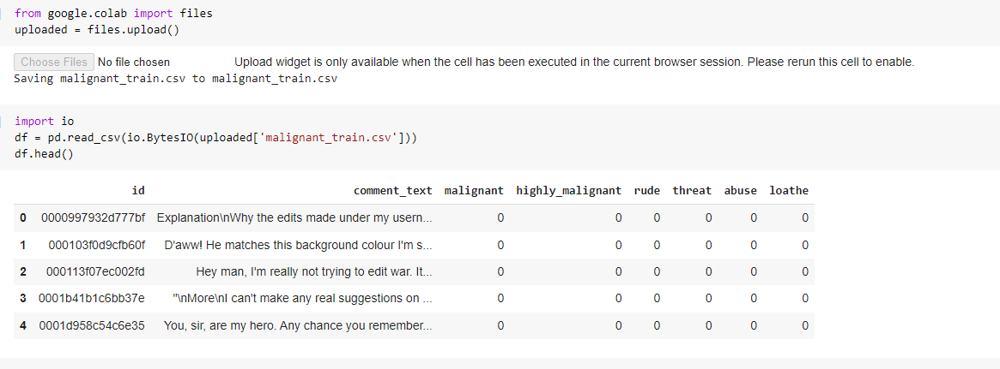 from google.colab import files
uploaded = files.upload()
Choose Files No file chosen Upload widget is only available when the cell has been executed in the current browser session. Please rerun this cell to enable.
Saving malignant_train.csv to malignant_train.csv
import io
df = pd.read_csv(io.BytesIO(uploaded['malignant_train.csv']))
df.head()
id comment_text malignant highly_malignant rude threat abuse loathe
0 0000997932d777bf Explanation\nWhy the edits made under my usern... 0 0 0 0 0 0
1 000103f0d9cfb60f D'aww! He matches this background colour I'm s... 0 0 0 0 0 0
2 000113f07ec002fd Hey man, I'm really not trying to edit war. It... 0 0 0 0 0 0
3 0001b41b1c6bb37e "\nMore\nI can't make any real suggestions on ... 0 0 0 0 0 0
4 0001d958c54c6e35 You, sir, are my hero. Any chance you remember... 0 0 0 0 0 0